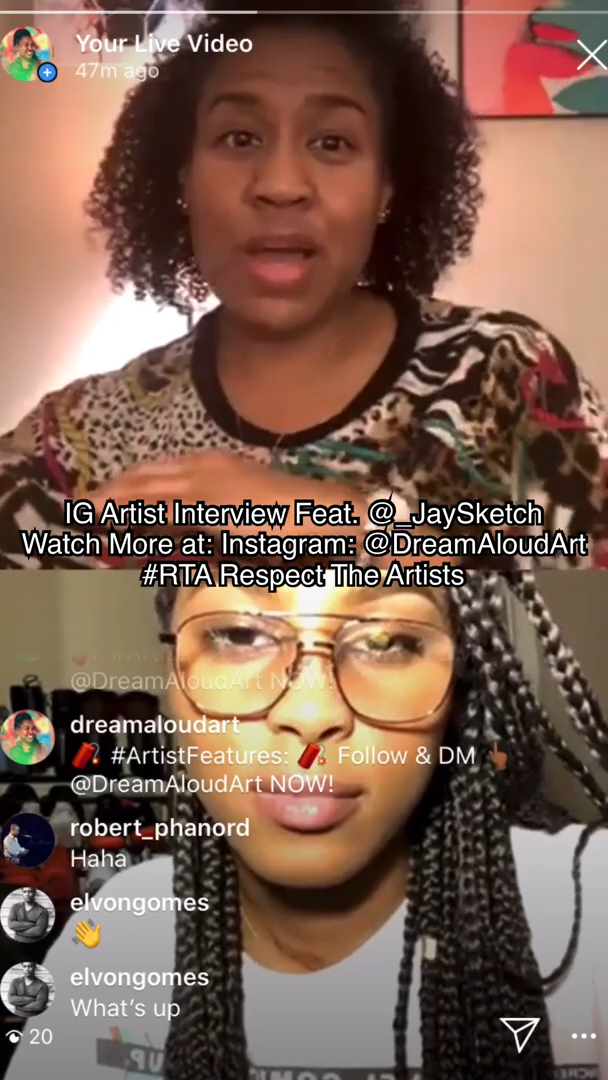 Your Live Video
47m ago
IG Artist Interview Feat. @_JaySketch
Watch More at: Instagram: @DreamAloudArt
#RTA Respect The Artists
@DreamAloudArt NOW!
dreamaloudart
🧨 #ArtistFeatures: 🧨 Follow & DM 👆🏾
@DreamAloudArt NOW!
robert_phanord
Haha
elvongomes
👋
elvongomes
What's up
20